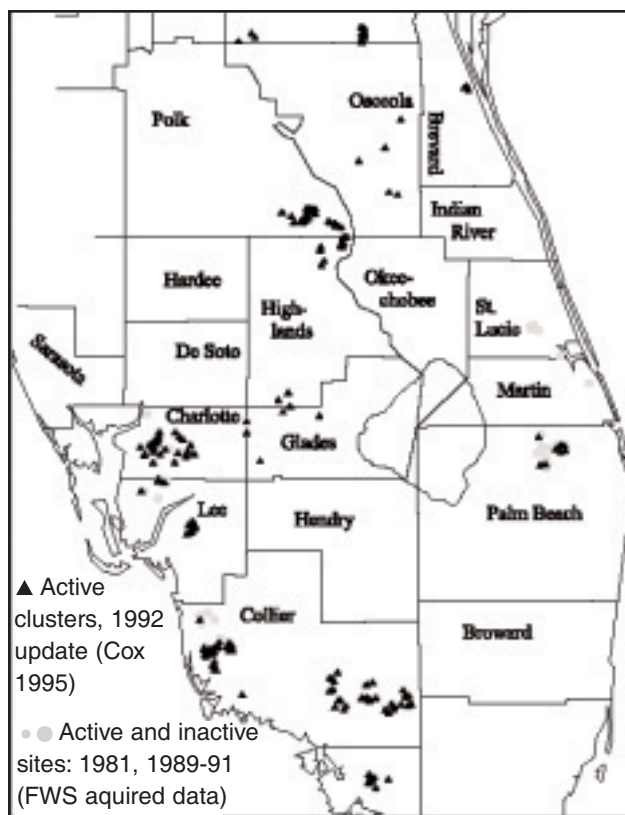 Osceola
Polk
Brevard
Indian
River
Okee-
chobee
Hardee
High-
lands
St.
Lucie
De Soto
Sarasota
Martin
Charlotte
Glades
Lee
Hendry
Palm Beach
▲ Active
clusters, 1992
update (Cox
1995)
Collier
Broward
Active and inactive
sites: 1981, 1989-91
(FWS aquired data)